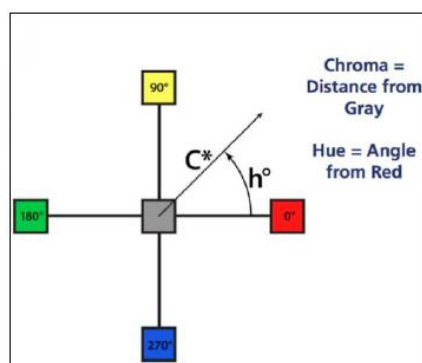 90°
Chroma =
Distance from
Gray
C*
h°
Hue = Angle
from Red
180°
0°
270°